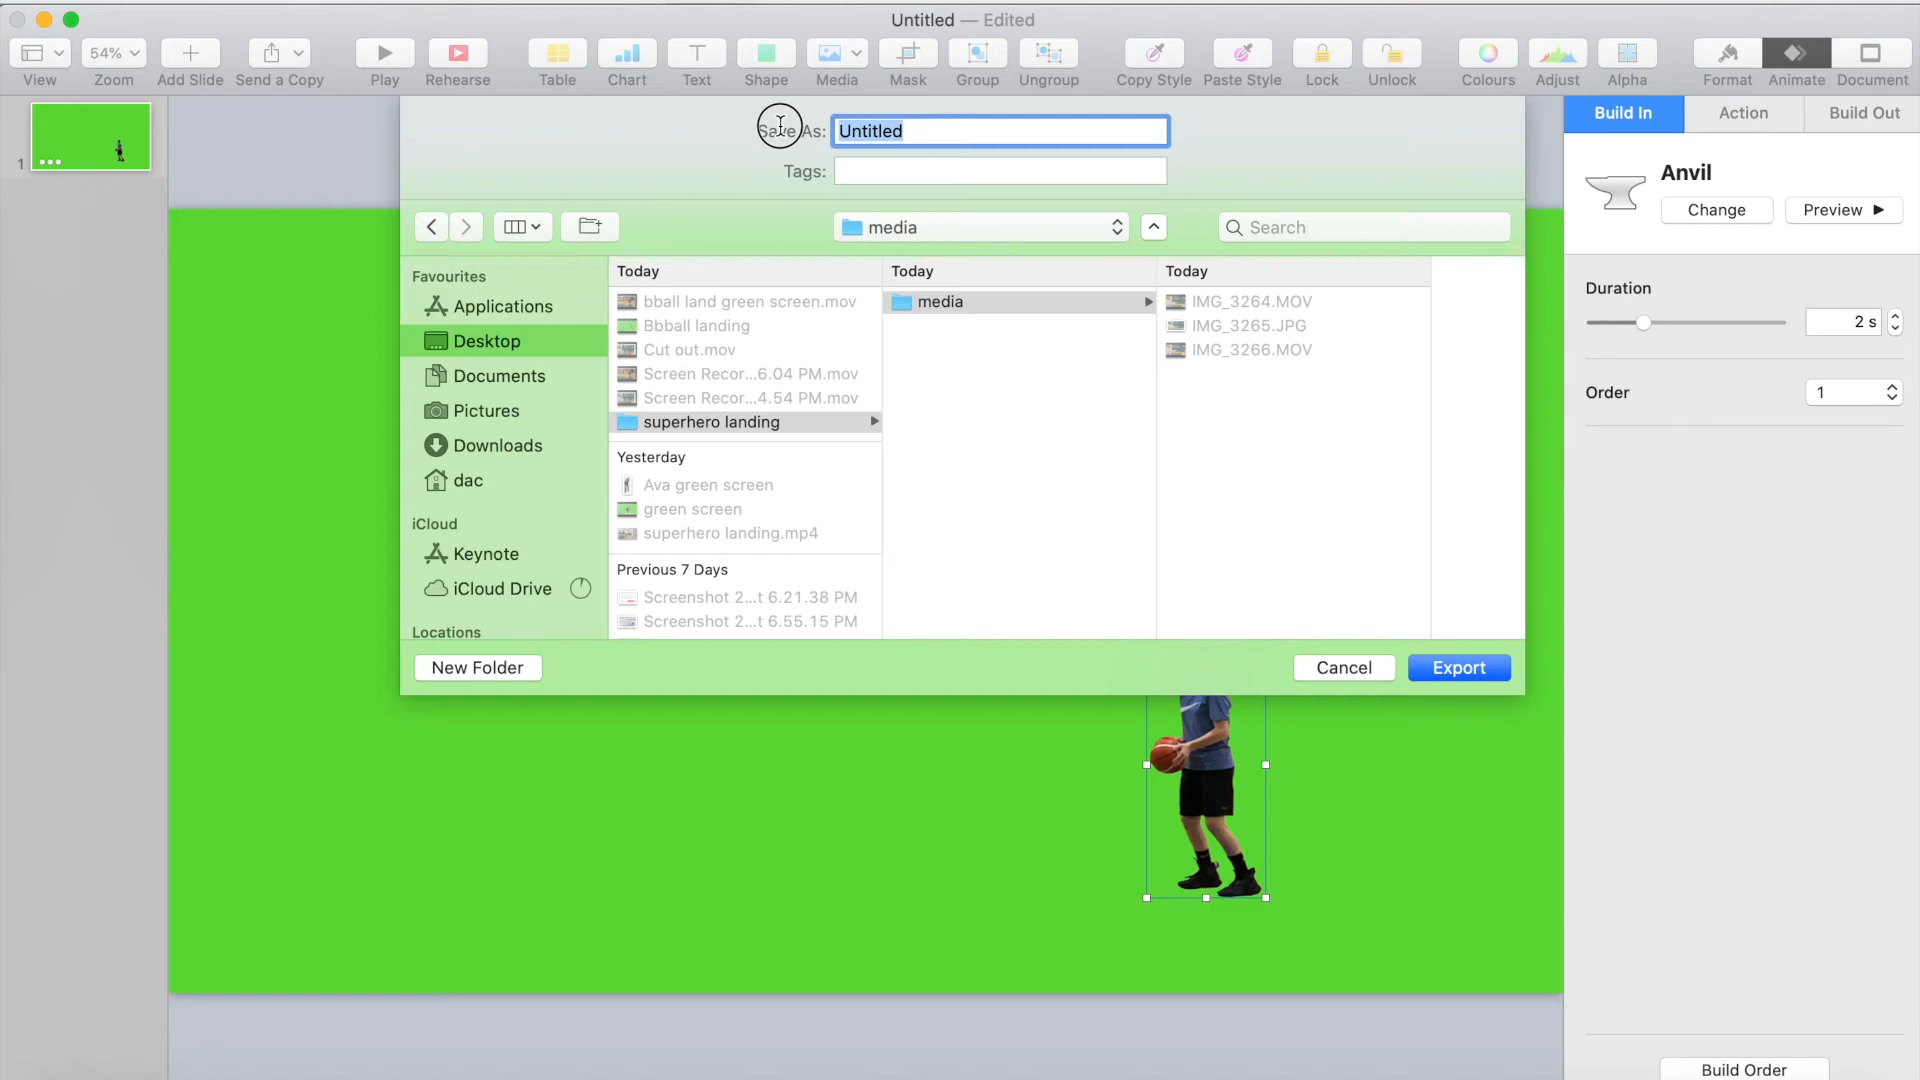 Untitled — Edited
54%
View
Zoom
Add Slide
Send a Copy
Play
Rehearse
Table
Chart
Text
Shape
Media
Mask
Group
Ungroup
Copy Style
Paste Style
Lock
Unlock
Colours
Adjust
Alpha
Format
Animate
Document
1
Save As: Untitled
Tags:
media
Search
Favourites
Applications
Desktop
Documents
Pictures
Downloads
dac
iCloud
Keynote
iCloud Drive
Locations
Today
bball land green screen.mov
Bbball landing
Cut out.mov
Screen Recor...6.04 PM.mov
Screen Recor...4.54 PM.mov
superhero landing
Yesterday
Ava green screen
green screen
superhero landing.mp4
Previous 7 Days
Screenshot 2...t 6.21.38 PM
Screenshot 2...t 6.55.15 PM
Today
media
Today
IMG_3264.MOV
IMG_3265.JPG
IMG_3266.MOV
New Folder
Cancel
Export
Build In
Action
Build Out
Anvil
Change
Preview
Duration
2 s
Order
1
Build Order